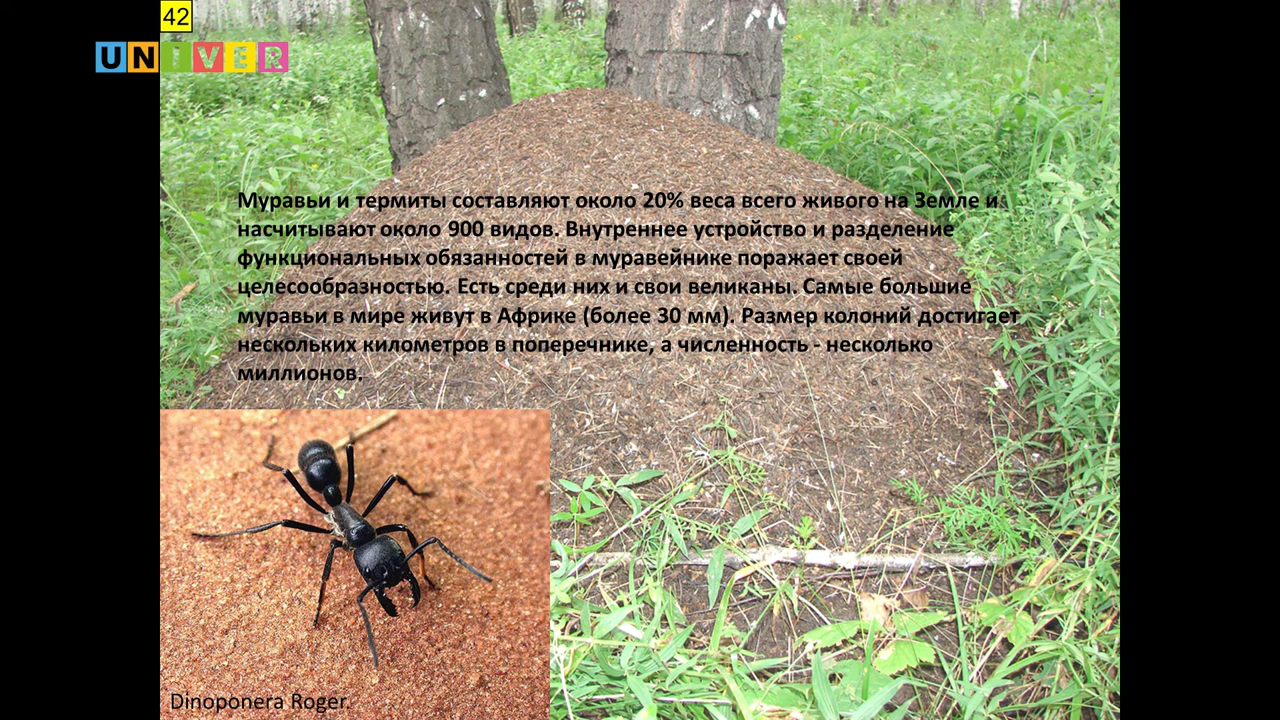 42
UNIVER
Муравьи и термиты составляют около 20% веса всего живого на Земле и
насчитывают около 900 видов. Внутреннее устройство и разделение
функциональных обязанностей в муравейнике поражает своей
целесообразностью. Есть среди них и свои великаны. Самые большие
муравьи в мире живут в Африке (более 30 мм). Размер колоний достигает
нескольких километров в поперечнике, а численность - несколько
миллионов.
Dinoponera Roger.